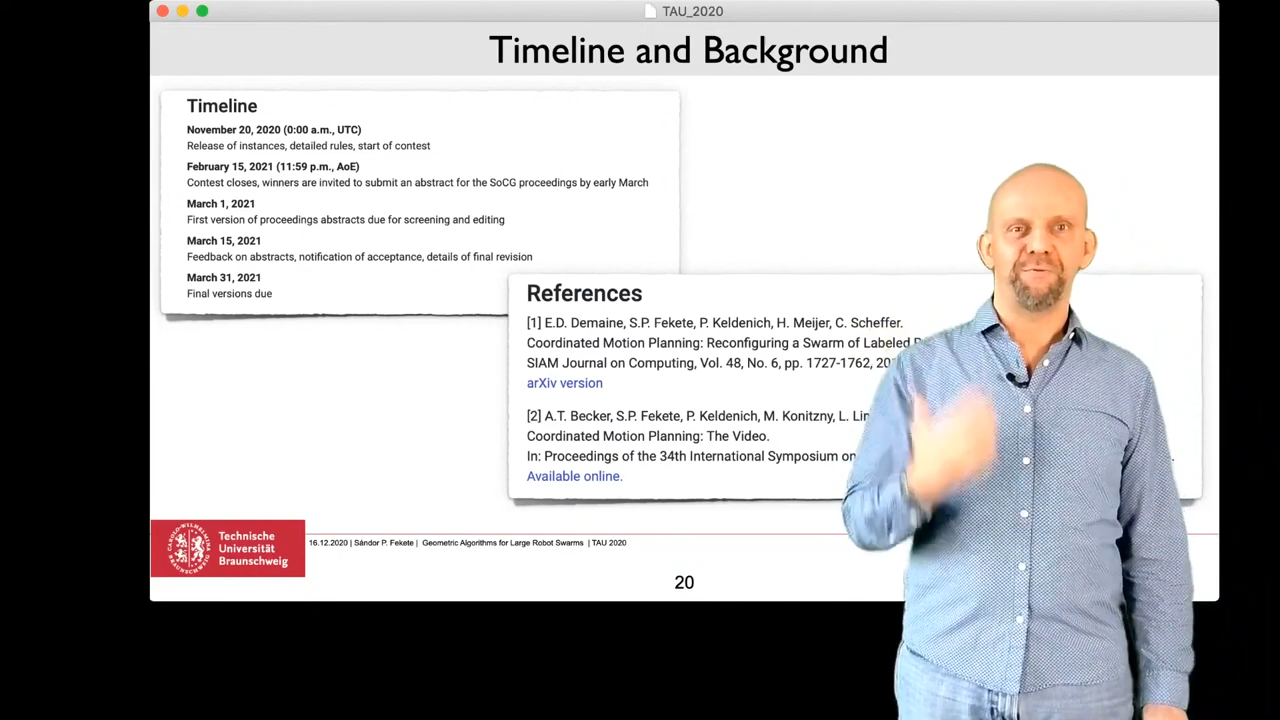 TAU_2020
Timeline and Background
Timeline
November 20, 2020 (0:00 a.m., UTC)
Release of instances, detailed rules, start of contest
February 15, 2021 (11:59 p.m., AoE)
Contest closes, winners are invited to submit an abstract for the SoCG proceedings by early March
March 1, 2021
First version of proceedings abstracts due for screening and editing
March 15, 2021
Feedback on abstracts, notification of acceptance, details of final revision
March 31, 2021
Final versions due
References
[1] E.D. Demaine, S.P. Fekete, P. Keldenich, H. Meijer, C. Scheffer.
Coordinated Motion Planning: Reconfiguring a Swarm of Labeled
SIAM Journal on Computing, Vol. 48, No. 6, pp. 1727-1762,
arXiv version
[2] A.T. Becker, S.P. Fekete, P. Keldenich, M. Konitzny, L.
Coordinated Motion Planning: The Video.
In: Proceedings of the 34th International Symposium on
Available online.
Technische
Universität
Braunschweig
16.12.2020 | Sándor P. Fekete | Geometric Algorithms for Large Robot Swarms | TAU 2020
20